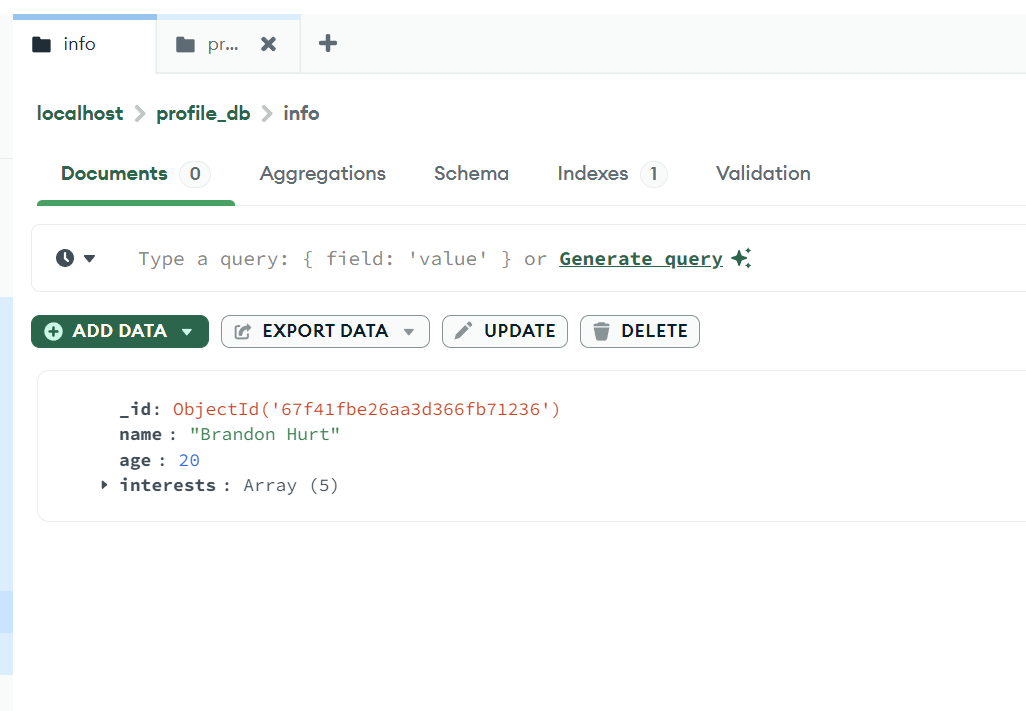 info
pr...
localhost > profile_db > info
Documents 0 Aggregations Schema Indexes 1 Validation
Type a query: { field: 'value' } or Generate query
ADD DATA EXPORT DATA UPDATE DELETE
_id: ObjectId('67f41fbe26aa3d366fb71236')
name : "Brandon Hurt"
age : 20
interests : Array (5)